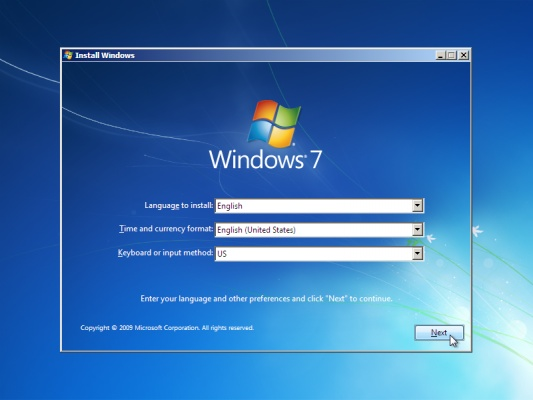 Install Windows
Windows 7
Language to install: English
Time and currency format: English (United States)
Keyboard or input method: US
Enter your language and other preferences and click "Next" to continue.
Copyright © 2009 Microsoft Corporation. All rights reserved.
Next